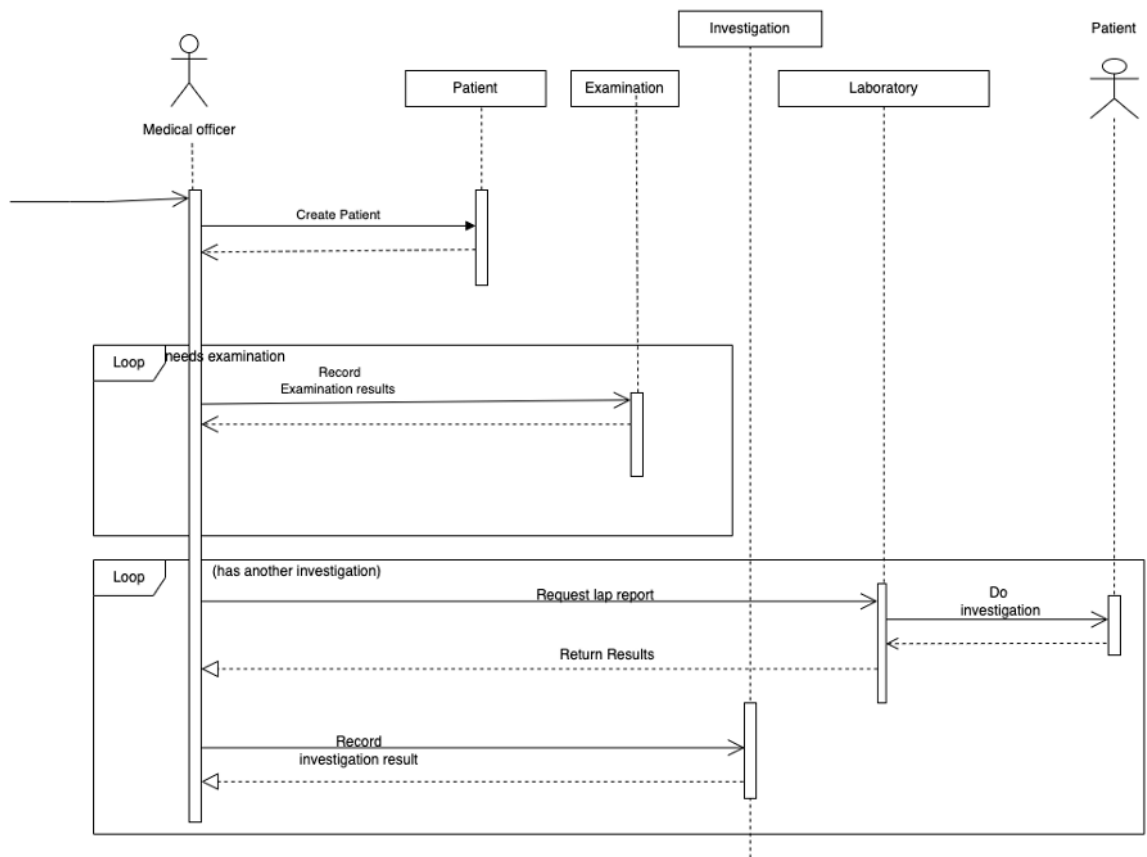 Investigation
Patient
Patient
Examination
Laboratory
Medical officer
Create Patient
Loop
needs examination
Record
Examination results
Loop
(has another investigation)
Request lap report
Do
investigation
Return Results
Record
investigation result